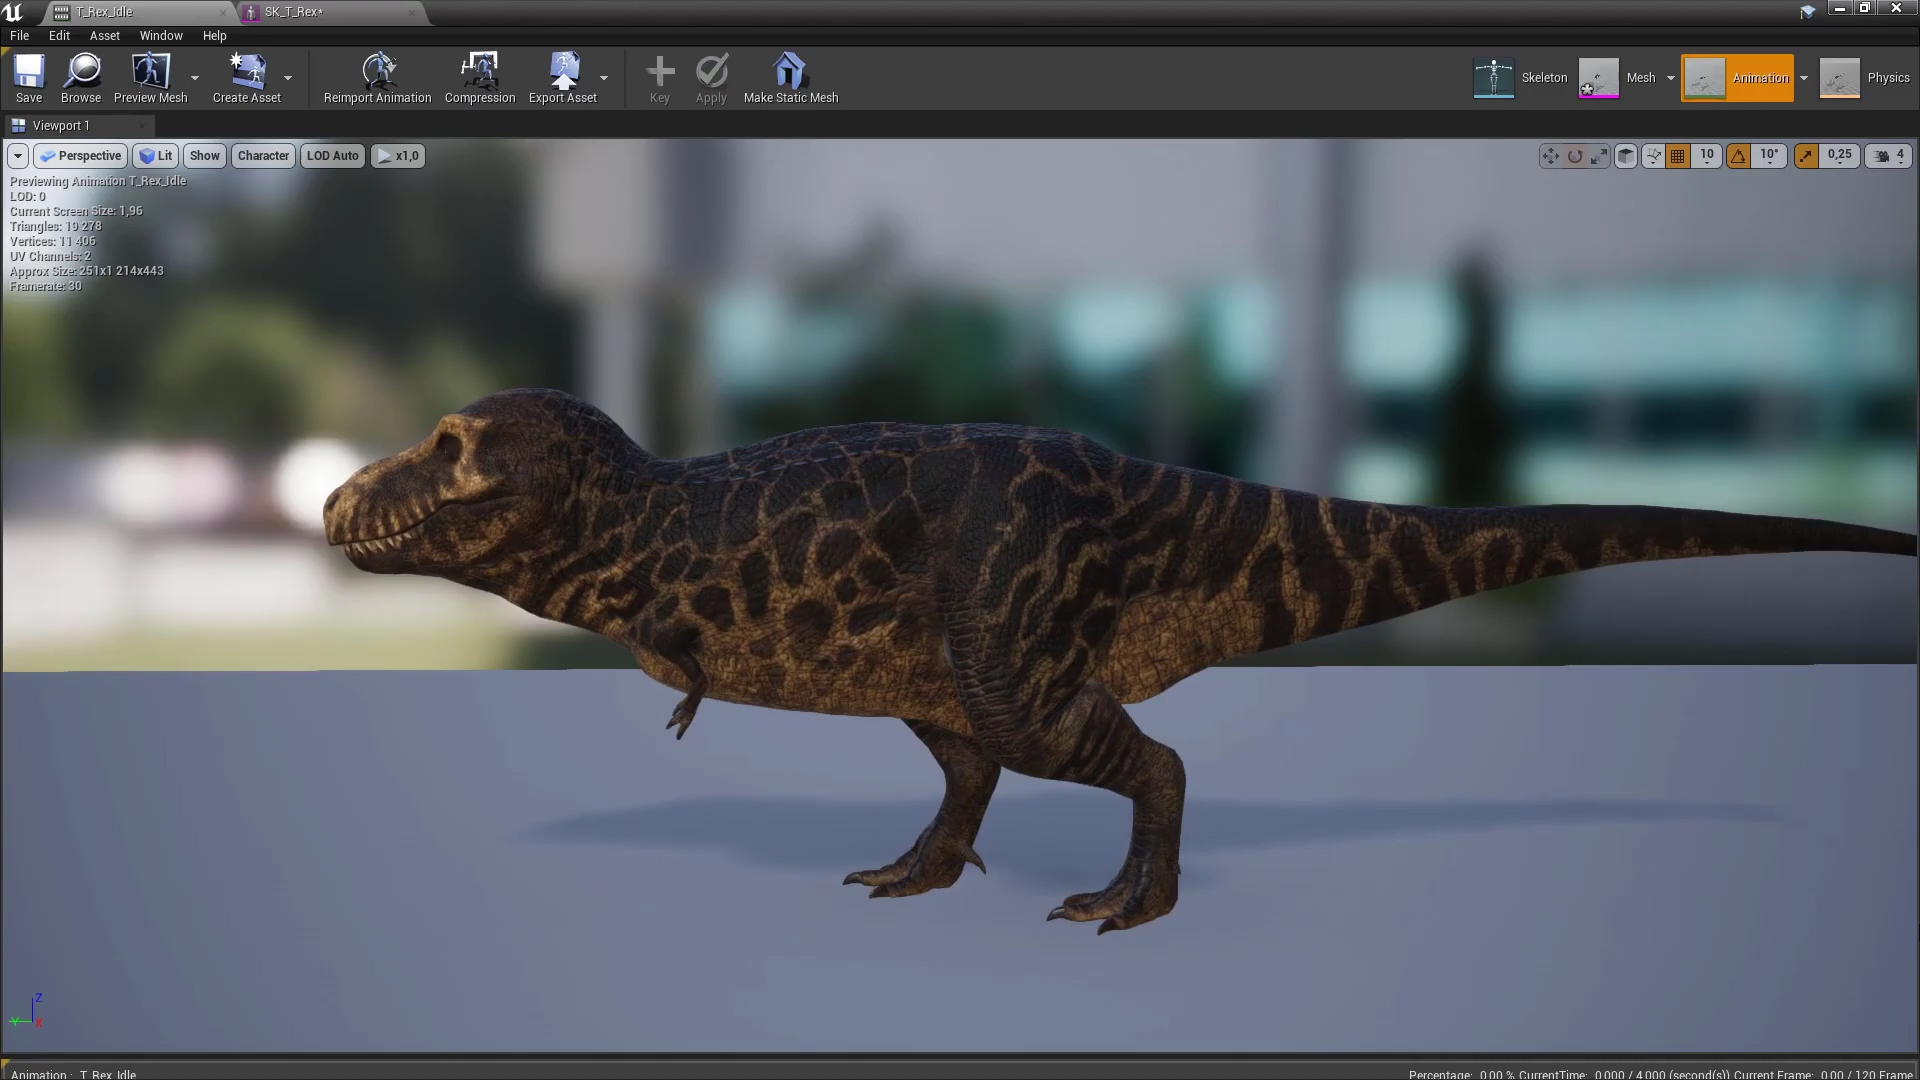 T_Rex_Idle
SK_T_Rex*
File Edit Asset Window Help
Save Browse Preview Mesh Create Asset Reimport Animation Compression Export Asset Key Apply Make Static Mesh Skeleton Mesh Animation Physics
Viewport 1
Perspective Lit Show Character LOD Auto x1,0 10 10° 0,25 4
Previewing Animation T_Rex_Idle
LOD: 0
Current Screen Size: 1,96
Triangles: 19 278
Vertices: 11 406
UV Channels: 2
Approx Size: 251x1 214x443
Framerate: 30
Z
Y X
Animation : T_Rex_Idle Percentage: 0.00 % CurrentTime: 0.000 / 4.000 (second(s)) Current Frame: 0.00 / 120 Frame